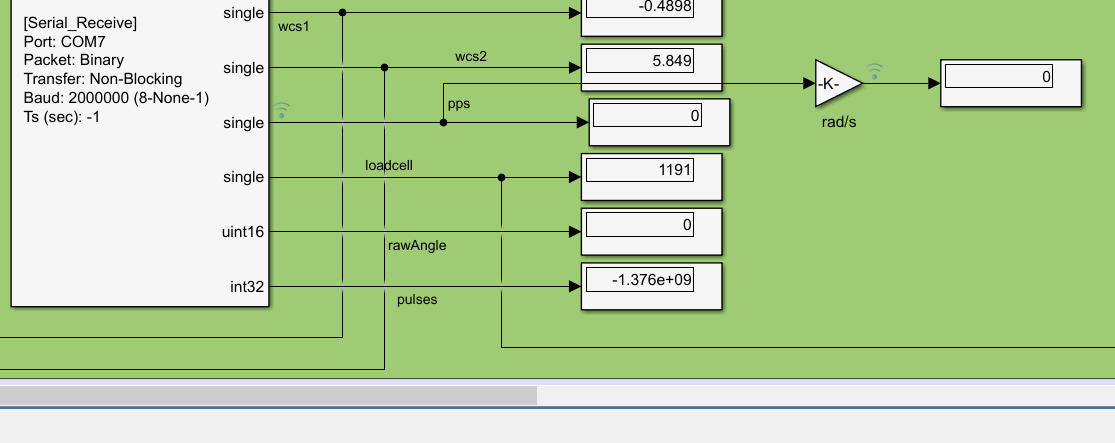 [Serial_Receive]
Port: COM7
Packet: Binary
Transfer: Non-Blocking
Baud: 2000000 (8-None-1)
Ts (sec): -1
single
wcs1
-0.4898
single
wcs2
5.849
-K-
rad/s
0
single
pps
0
single
loadcell
1191
uint16
rawAngle
0
int32
pulses
-1.376e+09